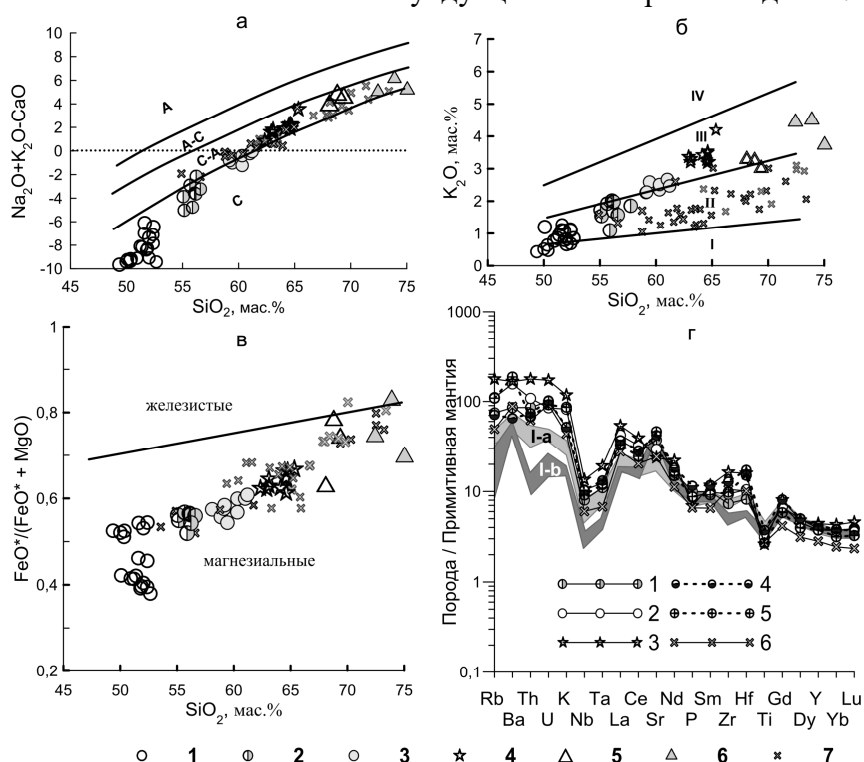 а
Na2O+K2O-CaO
10
8
6
4
2
0
-2
-4
-6
-8
-10
A
A-C
C-A
C
45 50 55 60 65 70 75
SiO2, мас.%
б
K2O, мас.%
7
6
5
4
3
2
1
0
IV
III
II
I
45 50 55 60 65 70 75
SiO2, мас.%
в
FeO*/(FeO* + MgO)
1
0,8
0,6
0,4
0,2
железистые
магнезиальные
45 50 55 60 65 70 75
SiO2, мас.%
г
Порода / Примитивная мантия
1000
100
10
1
0,1
I-a
I-b
1 4
2 5
3 6
Rb Th K Ta Ce Nd Sm Hf Gd Y Lu
Ba U Nb La Sr P Zr Ti Dy Yb
1 2 3 4 5 6 7